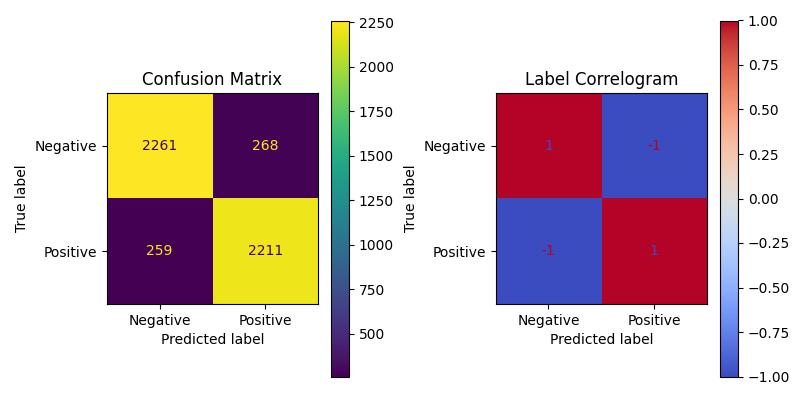 Confusion Matrix
True label
Negative
Positive
2261
268
259
2211
Negative
Positive
Predicted label
2250
2000
1750
1500
1250
1000
750
500
Label Correlogram
True label
Negative
Positive
1
-1
-1
1
Negative
Positive
Predicted label
1.00
0.75
0.50
0.25
0.00
−0.25
−0.50
−0.75
−1.00